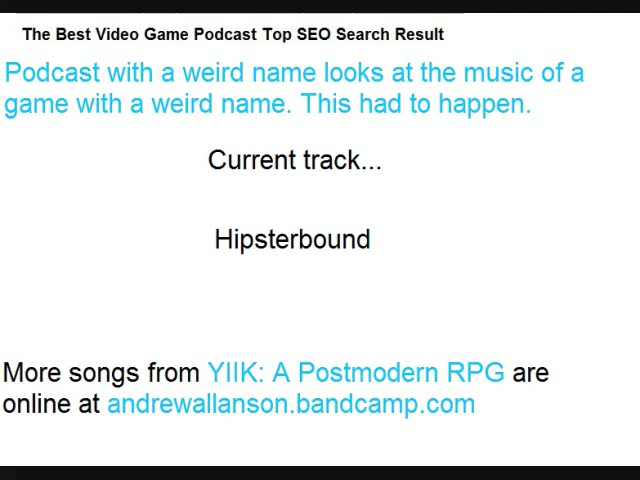 The Best Video Game Podcast Top SEO Search Result
Podcast with a weird name looks at the music of a
game with a weird name. This had to happen.
Current track...
Hipsterbound
More songs from YIIK: A Postmodern RPG are
online at andrewallanson.bandcamp.com